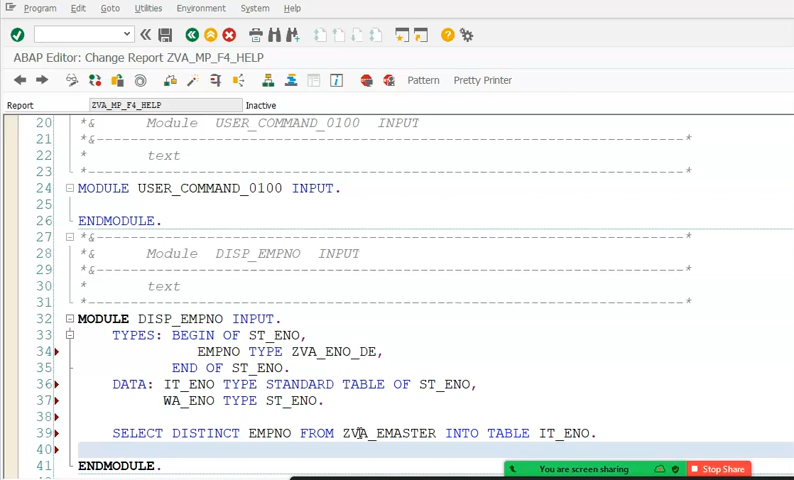 Program Edit Goto Utilities Environment System Help
ABAP Editor: Change Report ZVA_MP_F4_HELP
Pattern Pretty Printer
Report ZVA_MP_F4_HELP Inactive
20 *& Module USER_COMMAND_0100 INPUT
21 *&---------------------------------------------------------------------*
22 * text
23 *----------------------------------------------------------------------*
24 MODULE USER_COMMAND_0100 INPUT.
25
26 ENDMODULE.
27 *&---------------------------------------------------------------------*
28 *& Module DISP_EMPNO INPUT
29 *&---------------------------------------------------------------------*
30 * text
31 *----------------------------------------------------------------------*
32 MODULE DISP_EMPNO INPUT.
33 TYPES: BEGIN OF ST_ENO,
34 EMPNO TYPE ZVA_ENO_DE,
35 END OF ST_ENO.
36 DATA: IT_ENO TYPE STANDARD TABLE OF ST_ENO,
37 WA_ENO TYPE ST_ENO.
38
39 SELECT DISTINCT EMPNO FROM ZVA_EMASTER INTO TABLE IT_ENO.
40
41 ENDMODULE.
You are screen sharing Stop Share